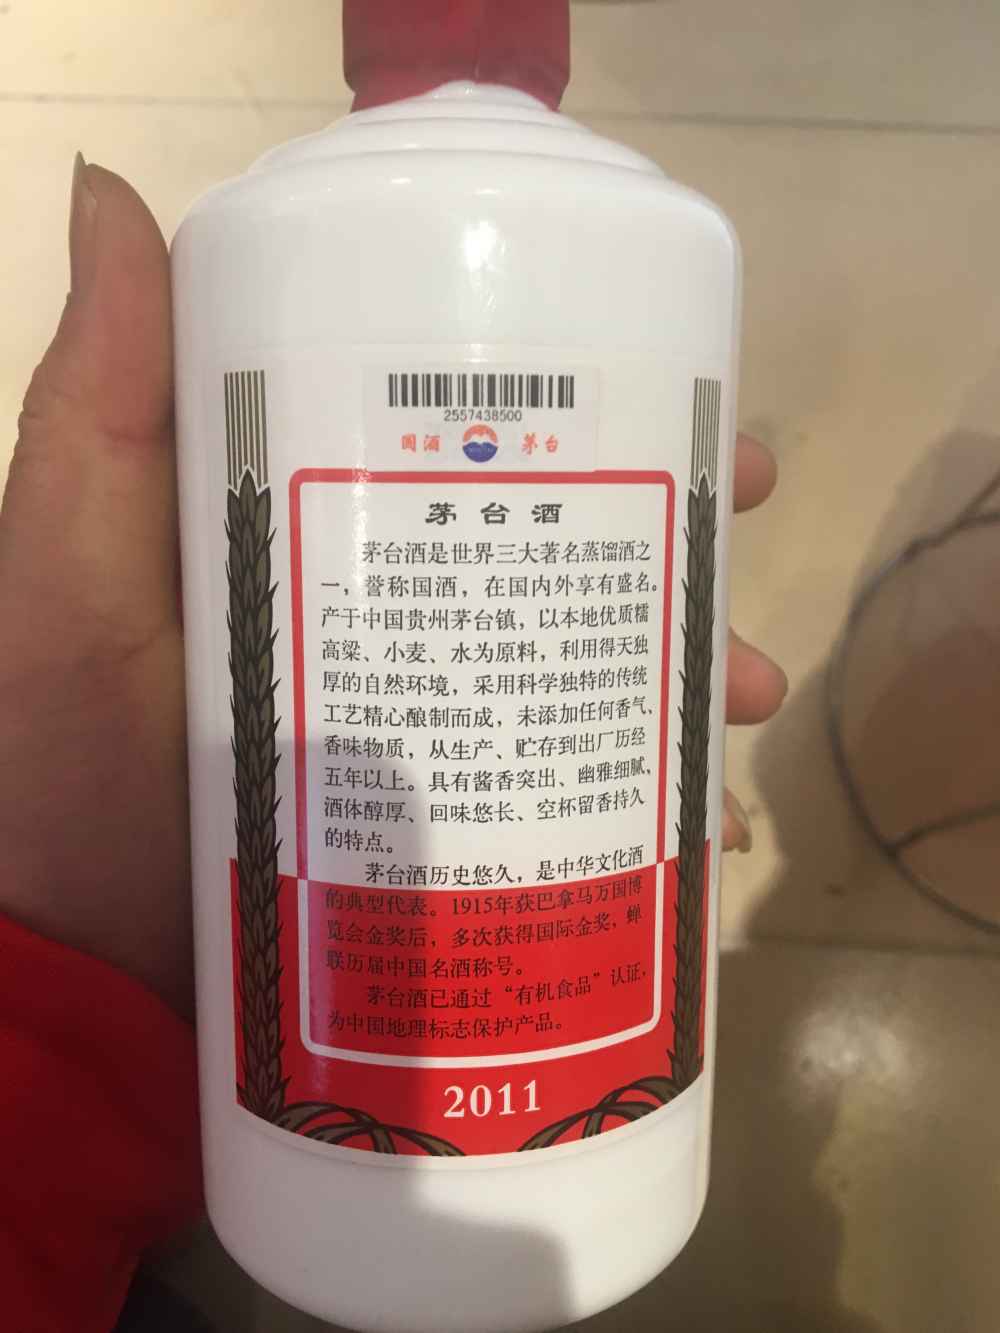 2557438500
国酒 茅台
茅台酒
茅台酒是世界三大著名蒸馏酒之
一，誉称国酒，在国内外享有盛名。
产于中国贵州茅台镇，以本地优质糯
高粱、小麦、水为原料，利用得天独
厚的自然环境，采用科学独特的传统
工艺精心酿制而成，未添加任何香气、
香味物质，从生产、贮存到出厂历经
五年以上。具有酱香突出、幽雅细腻，
酒体醇厚、回味悠长、空杯留香持久
的特点。
茅台酒历史悠久，是中华文化酒
的典型代表。1915年获巴拿马万国博
览会金奖后，多次获得国际金奖，蝉
联历届中国名酒称号。
茅台酒已通过“有机食品”认证，
为中国地理标志保护产品。
2011